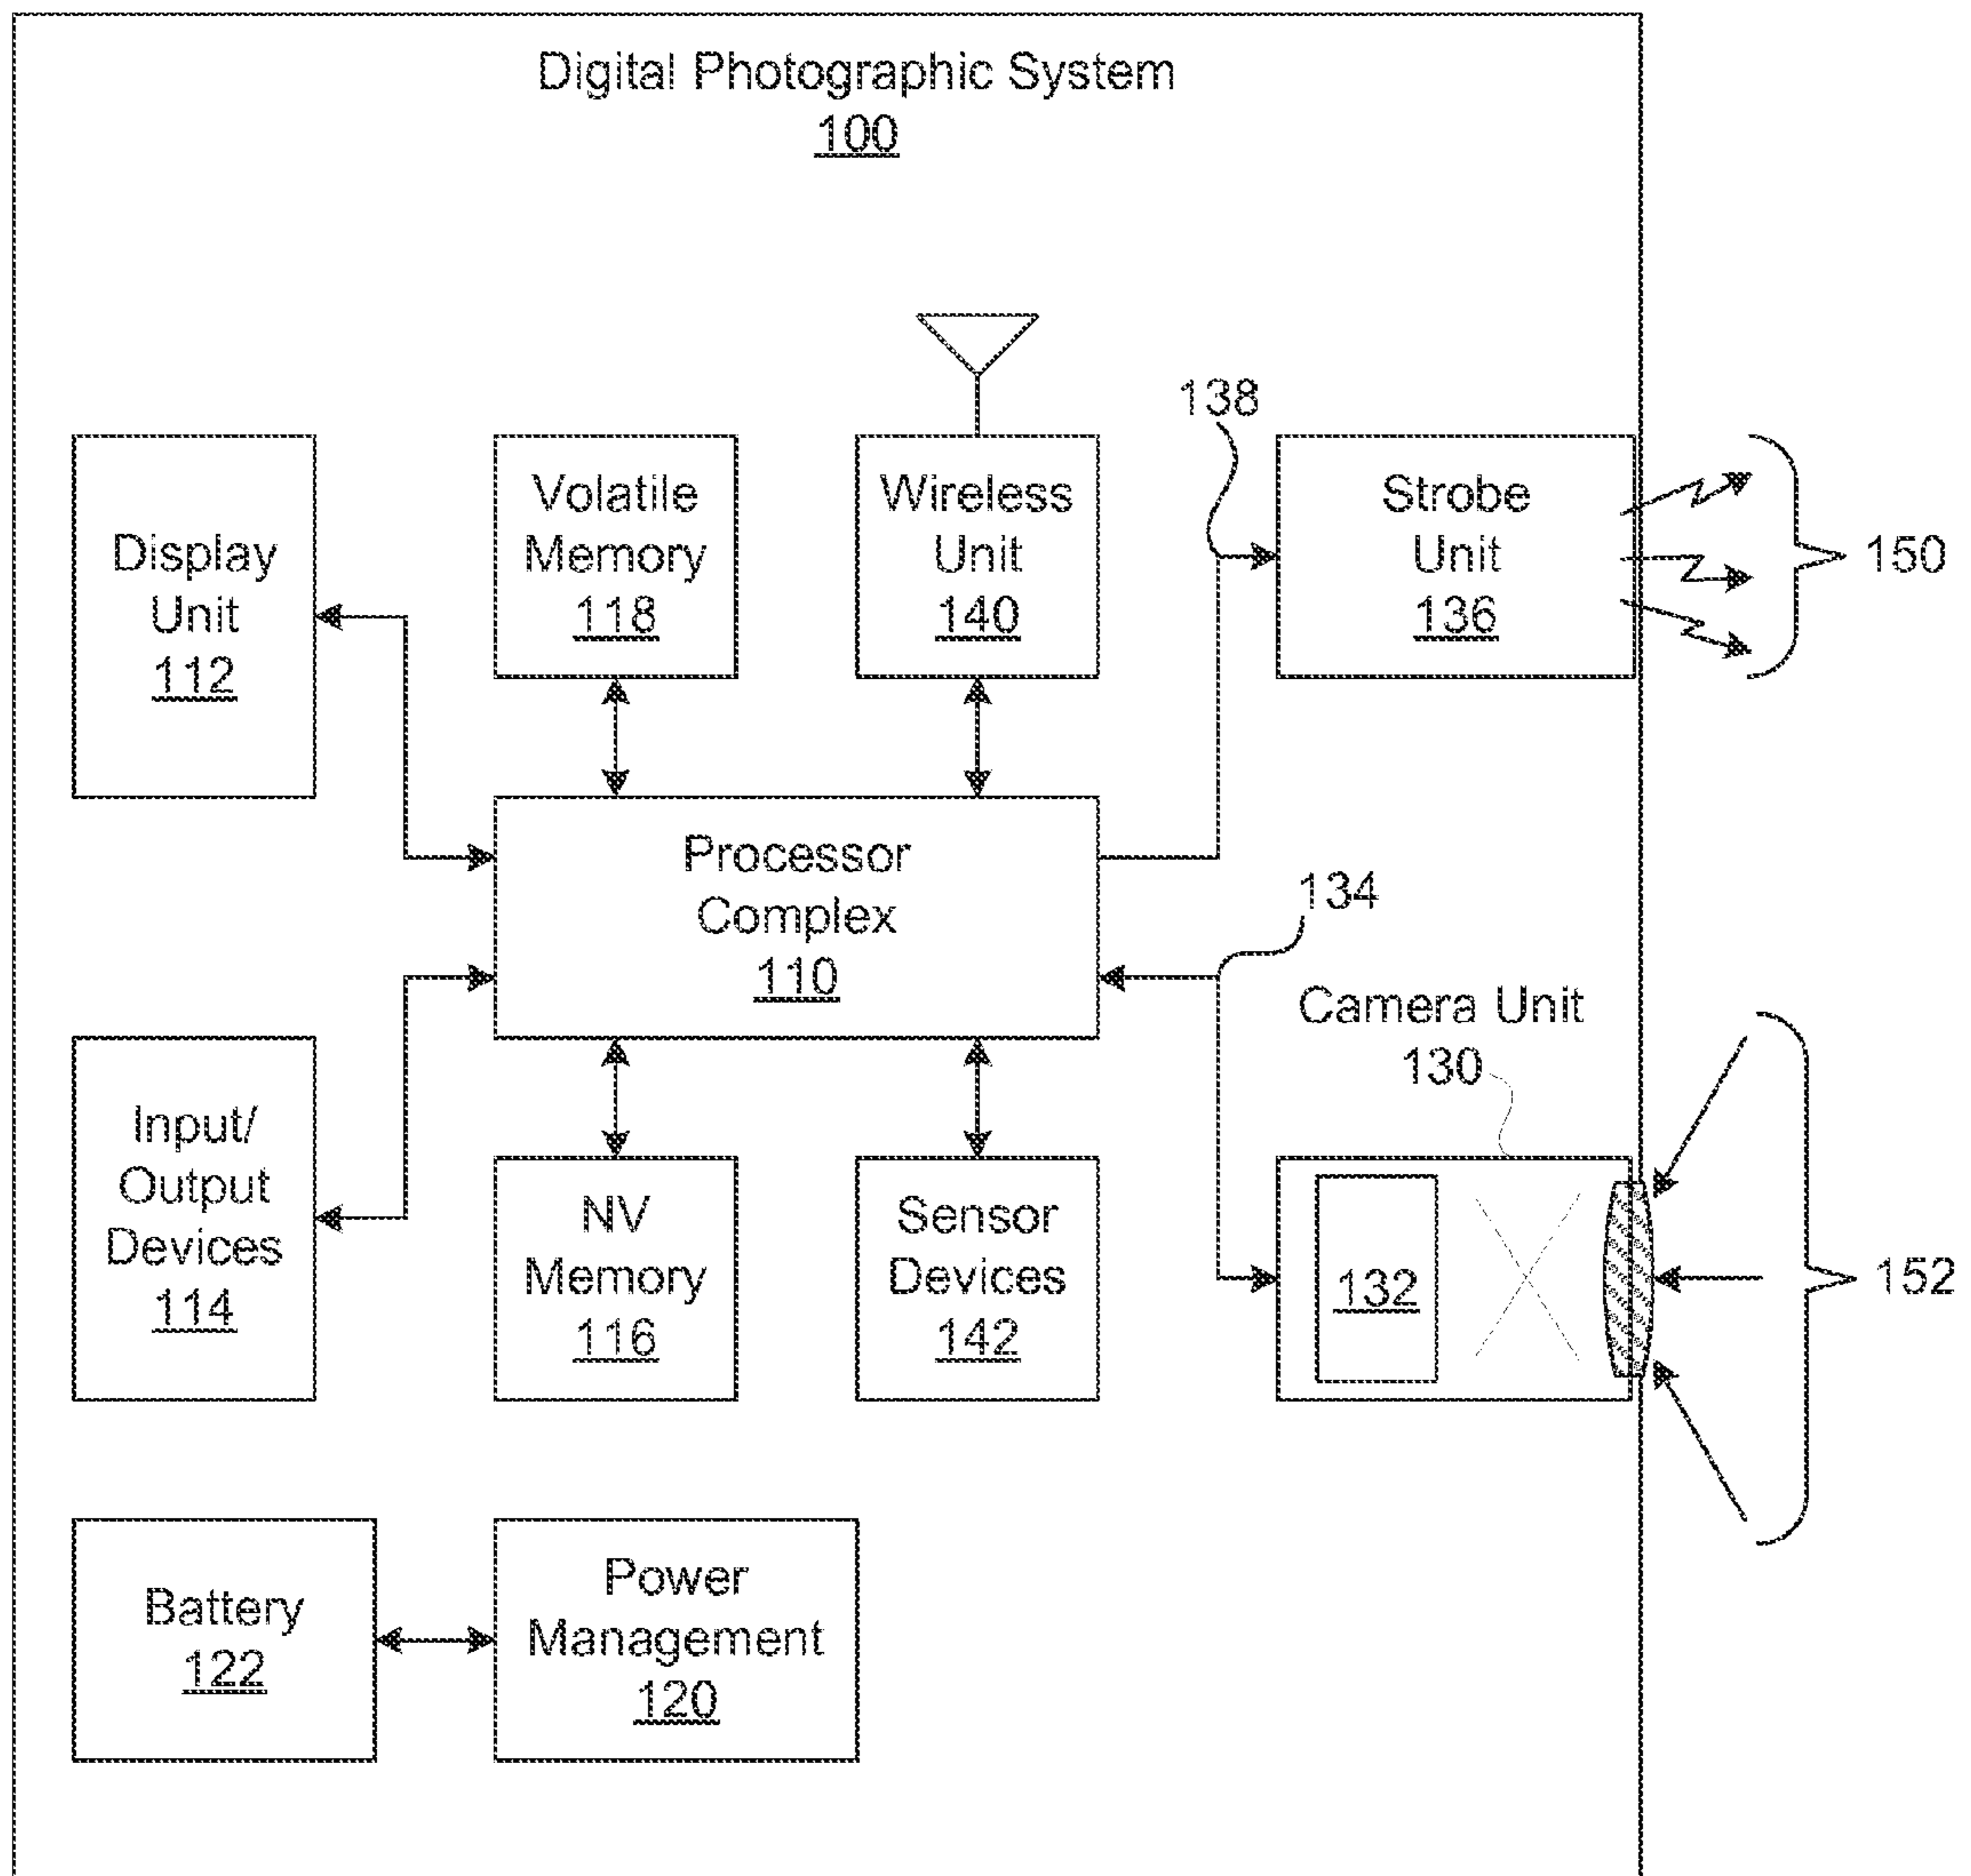 Digital Photographic System
100
138
Display
Unit
112
Volatile
Memory
118
Wireless
Unit
140
Strobe
Unit
136
150
Processor
Complex
110
134
Camera Unit
130
Input/
Output
Devices
114
NV
Memory
116
Sensor
Devices
142
132
152
Battery
122
Power
Management
120